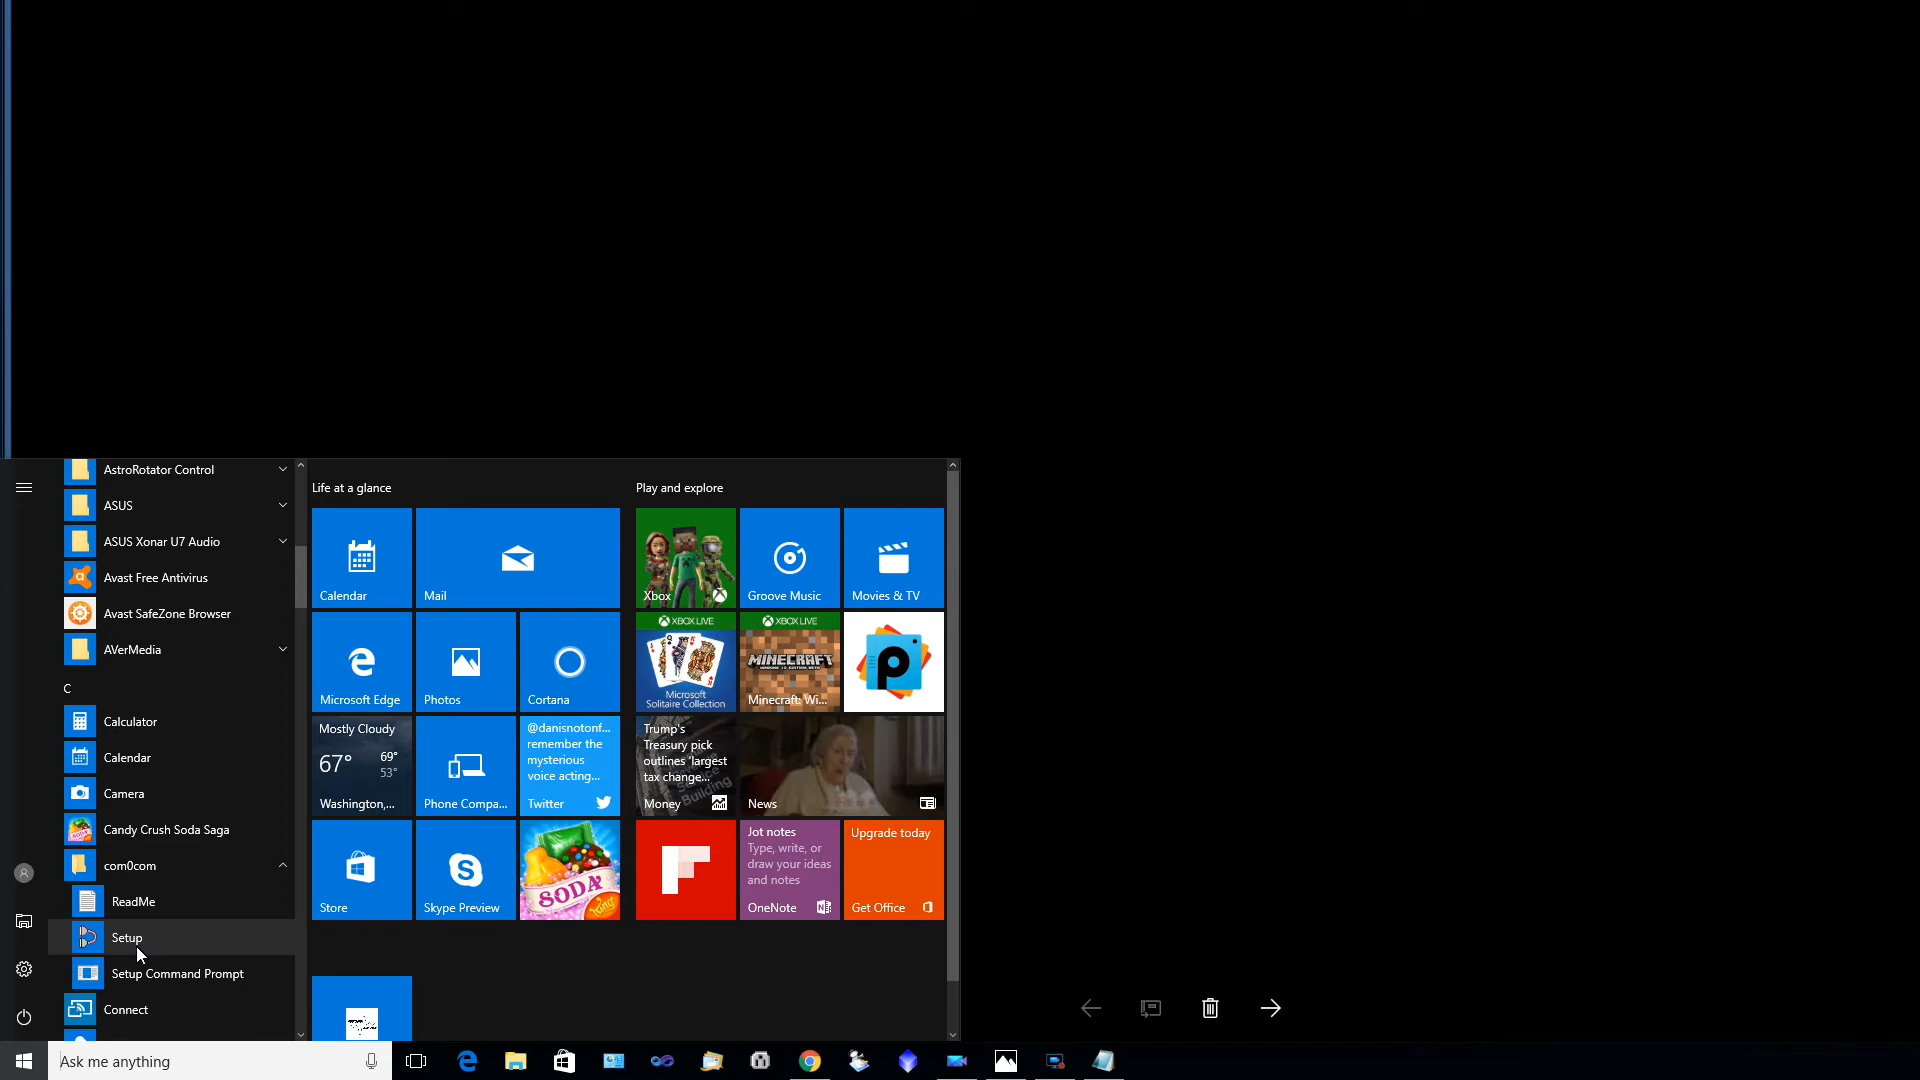 AstroRotator Control
ASUS
ASUS Xonar U7 Audio
Avast Free Antivirus
Avast SafeZone Browser
AVerMedia
C
Calculator
Calendar
Camera
Candy Crush Soda Saga
com0com
ReadMe
Setup
Setup Command Prompt
Connect
Life at a glance
Calendar
Mail
Microsoft Edge
Photos
Cortana
Mostly Cloudy
67°
69°
53°
Washington,...
Phone Compa...
@danisnotonf...
remember the
mysterious
voice acting...
Twitter
Store
Skype Preview
SODA
King
Play and explore
Xbox
Groove Music
Movies & TV
XBOX LIVE
Microsoft
Solitaire Collection
XBOX LIVE
MINECRAFT
Minecraft: Wi...
p
Trump's
Treasury pick
outlines 'largest
tax change...
Money
News
Jot notes
Type, write, or
draw your ideas
and notes
OneNote
Upgrade today
Get Office
Ask me anything